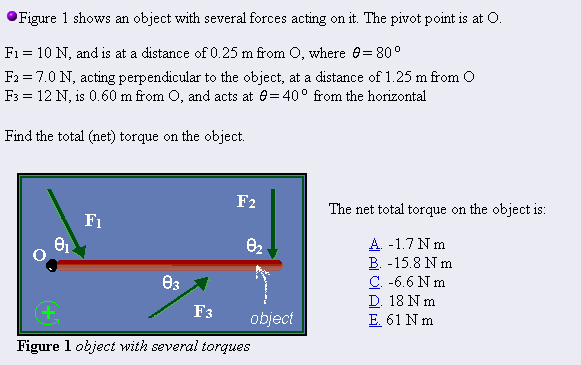 Figure 1 shows an object with several forces acting on it. The pivot point is at O.
F1 = 10 N, and is at a distance of 0.25 m from O, where θ = 80°
F2 = 7.0 N, acting perpendicular to the object, at a distance of 1.25 m from O
F3 = 12 N, is 0.60 m from O, and acts at θ = 40° from the horizontal
Find the total (net) torque on the object.
F1
F2
θ1
θ2
O
θ3
F3
+
object
Figure 1 object with several torques
The net total torque on the object is:
A. -1.7 N m
B. -15.8 N m
C. -6.6 N m
D. 18 N m
E. 61 N m